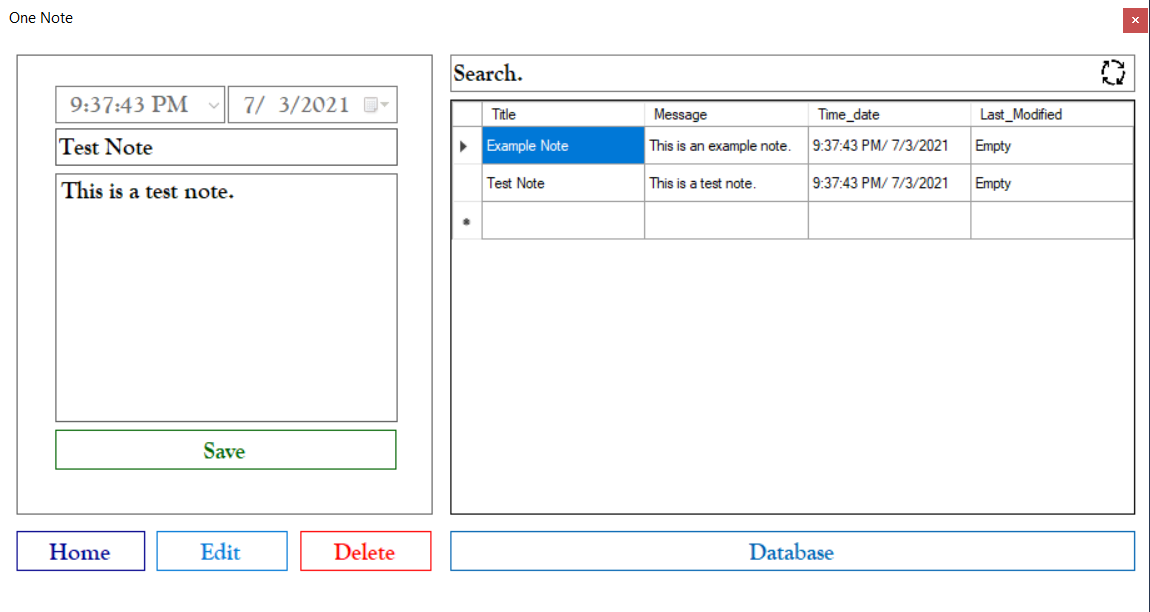 One Note
9:37:43 PM
7/ 3/2021
Test Note
This is a test note.
Save
Home
Edit
Delete
Search.
Title Message Time_date Last_Modified
Example Note This is an example note. 9:37:43 PM/ 7/3/2021 Empty
Test Note This is a test note. 9:37:43 PM/ 7/3/2021 Empty
Database